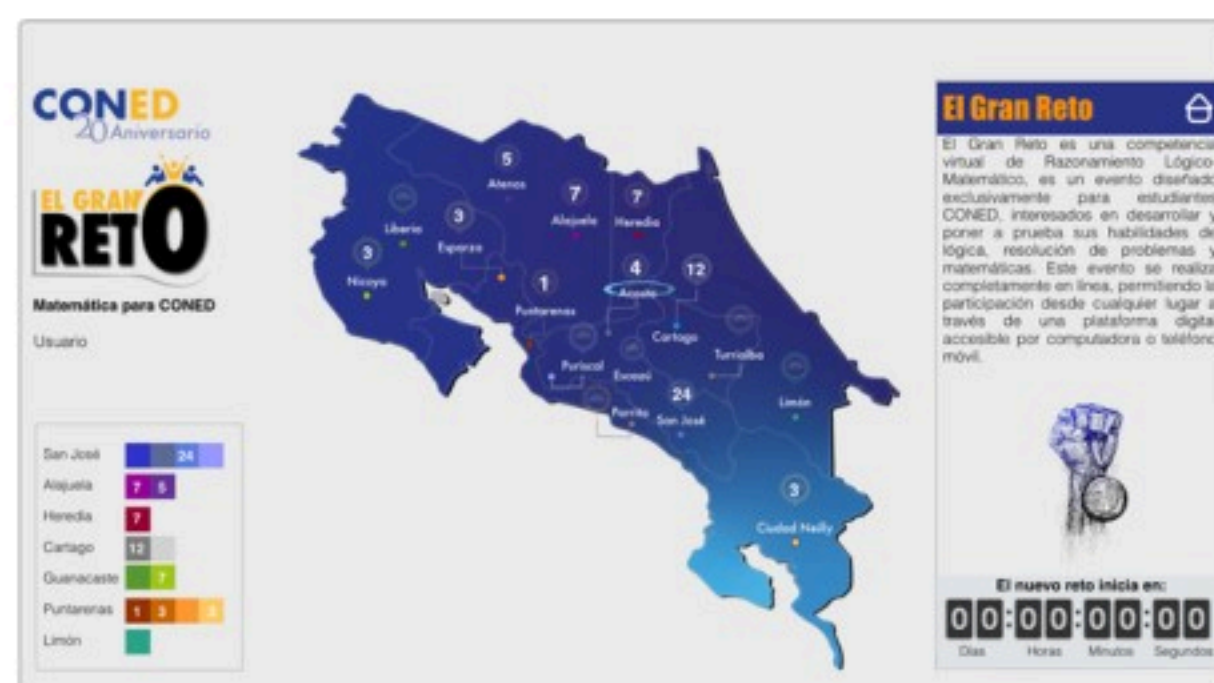 CONED
20 Aniversario
EL GRAN
RETO
Matemática para CONED
Usuario
San José 24
Alajuela 7 5
Heredia 7
Cartago 12
Guanacaste 7
Puntarenas 1 3 3
Limón
5
Atenas
7
Alajuela
7
Heredia
Liberia
3
Esparza
3
Nicoya
1
Puntarenas
4
Acosta
12
Cartago
Turrialba
Puriscal
Escazú
Limón
Parrita
24
San José
3
Ciudad Neilly
El Gran Reto
El Gran Reto es una competencia
virtual de Razonamiento Lógico
Matemático, es un evento diseñado
exclusivamente para estudiantes
CONED, interesados en desarrollar y
poner a prueba sus habilidades de
lógica, resolución de problemas y
matemáticas. Este evento se realiza
completamente en línea, permitiendo la
participación desde cualquier lugar a
través de una plataforma digital
accesible por computadora o teléfono
móvil.
El nuevo reto inicia en:
00:00:00:00
Días Horas Minutos Segundos